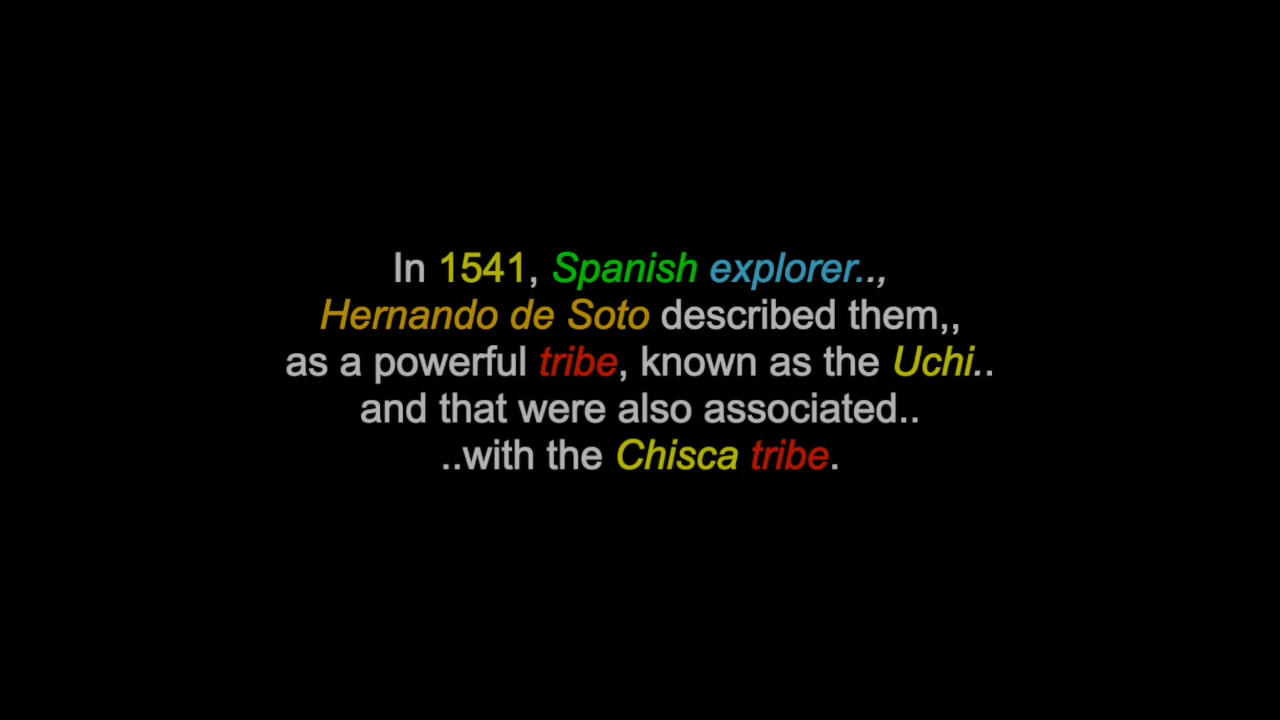 In 1541, Spanish explorer..,
Hernando de Soto described them,,
as a powerful tribe, known as the Uchi..
and that were also associated..
..with the Chisca tribe.